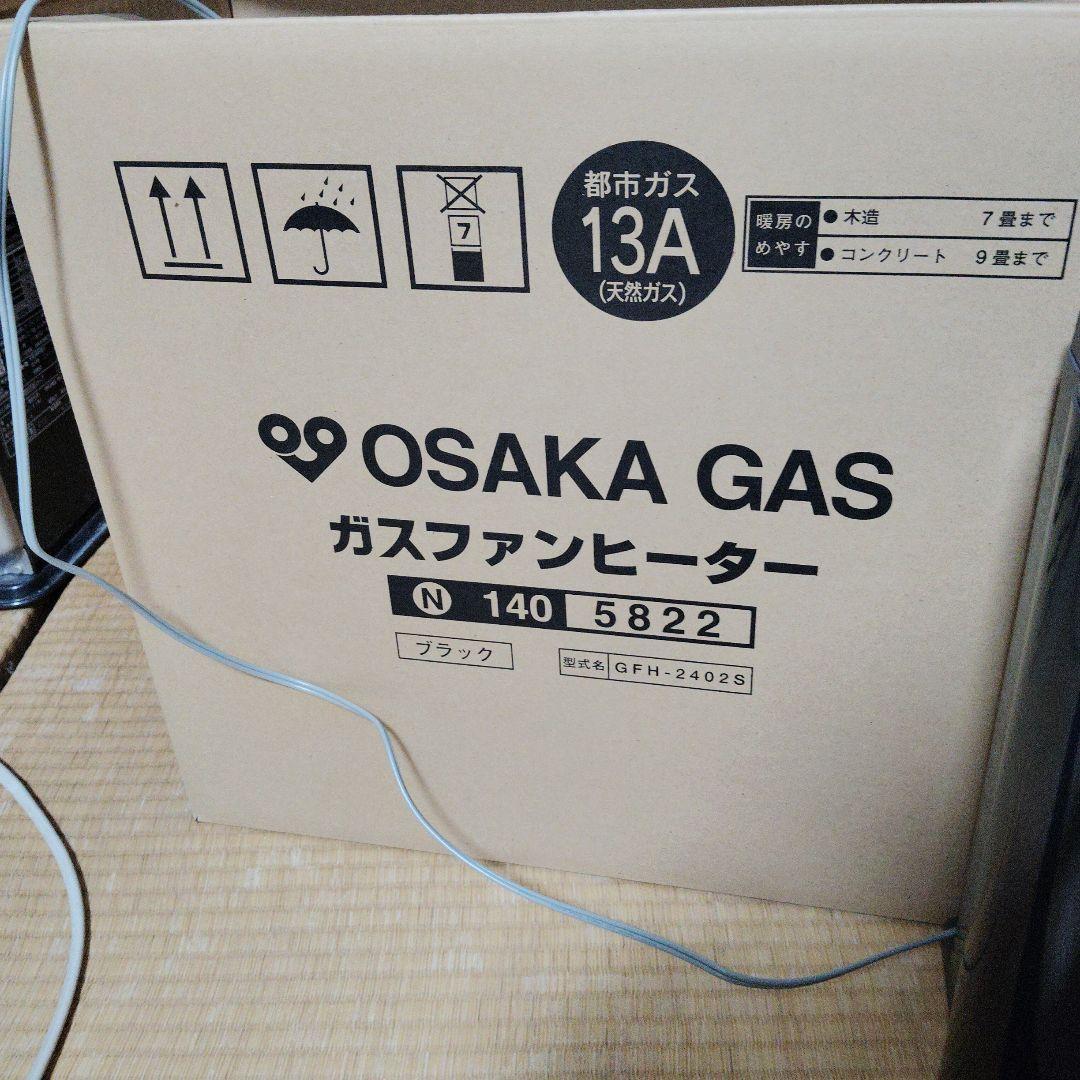 7
都市ガス
13A
(天然ガス)
暖房の
めやす
● 木造 7畳まで
● コンクリート 9畳まで
OSAKA GAS
ガスファンヒーター
N 140 5822
ブラック
型式名 GFH-2402S